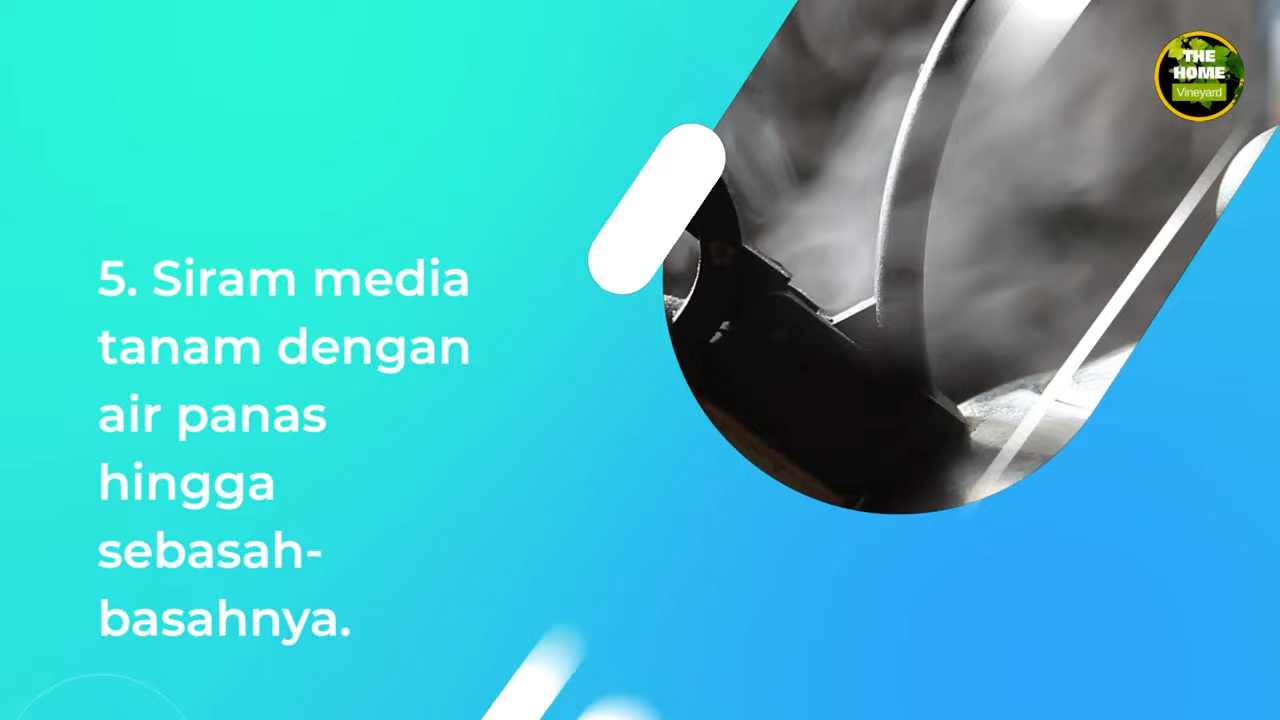 THE
HOME
Vineyard
5. Siram media
tanam dengan
air panas
hingga
sebasah-
basahnya.